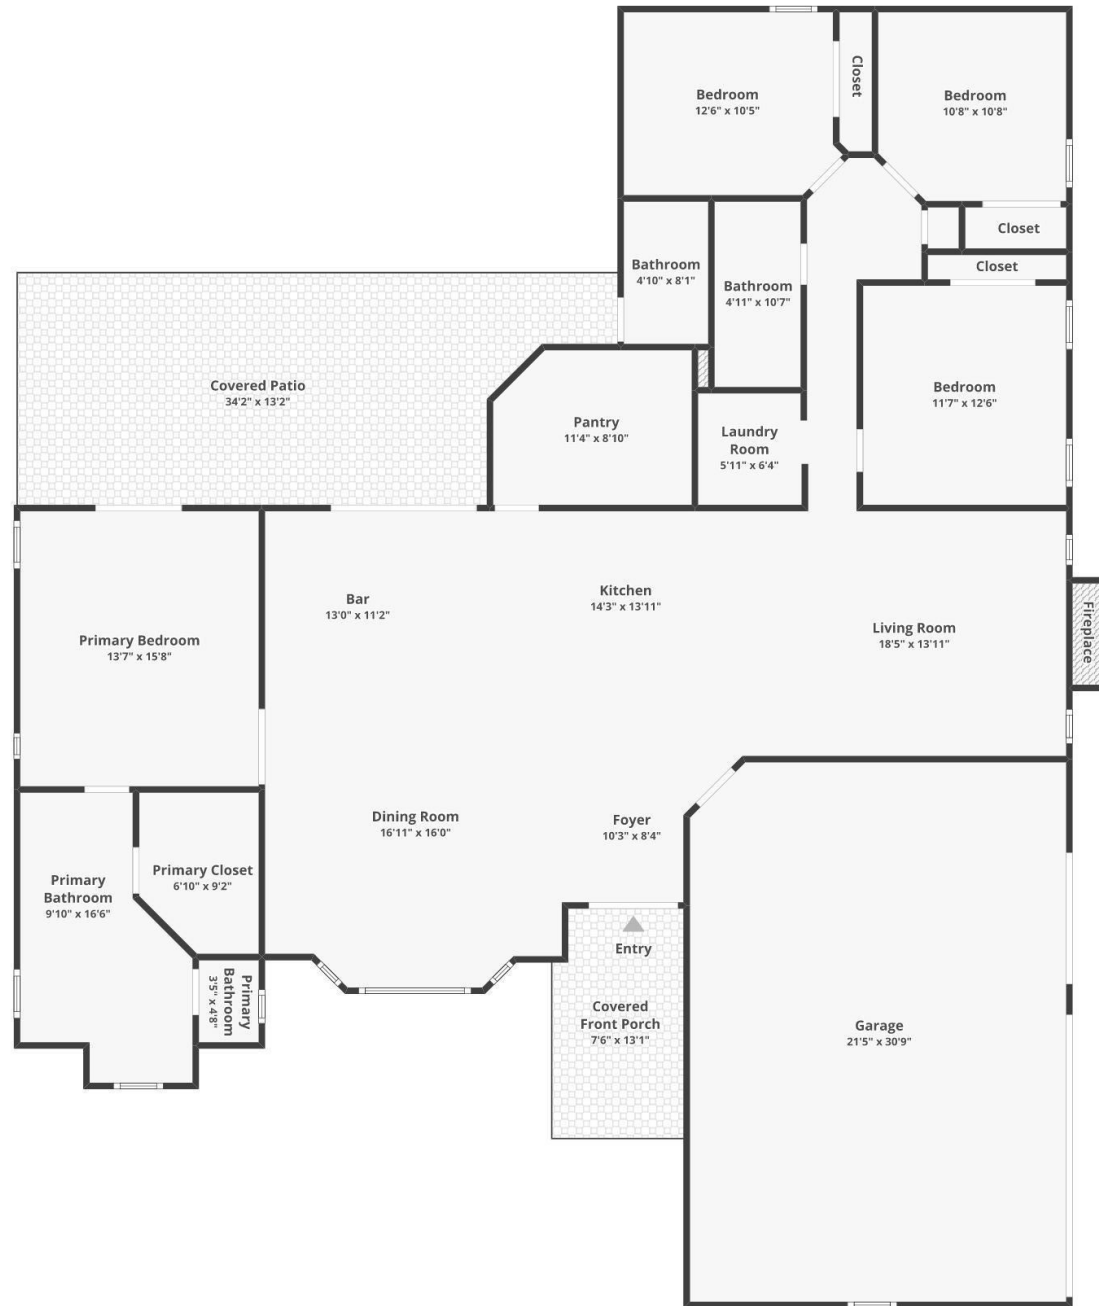 Bedroom
12'6" x 10'5"
Closet
Bedroom
10'8" x 10'8"
Closet
Closet
Bathroom
4'10" x 8'1"
Bathroom
4'11" x 10'7"
Covered Patio
34'2" x 13'2"
Bedroom
11'7" x 12'6"
Pantry
11'4" x 8'10"
Laundry
Room
5'11" x 6'4"
Bar
13'0" x 11'2"
Kitchen
14'3" x 13'11"
Living Room
18'5" x 13'11"
Fireplace
Primary Bedroom
13'7" x 15'8"
Dining Room
16'11" x 16'0"
Foyer
10'3" x 8'4"
Primary Closet
6'10" x 9'2"
Primary
Bathroom
9'10" x 16'6"
Entry
Primary
Bathroom
3'5" x 4'8"
Covered
Front Porch
7'6" x 13'1"
Garage
21'5" x 30'9"